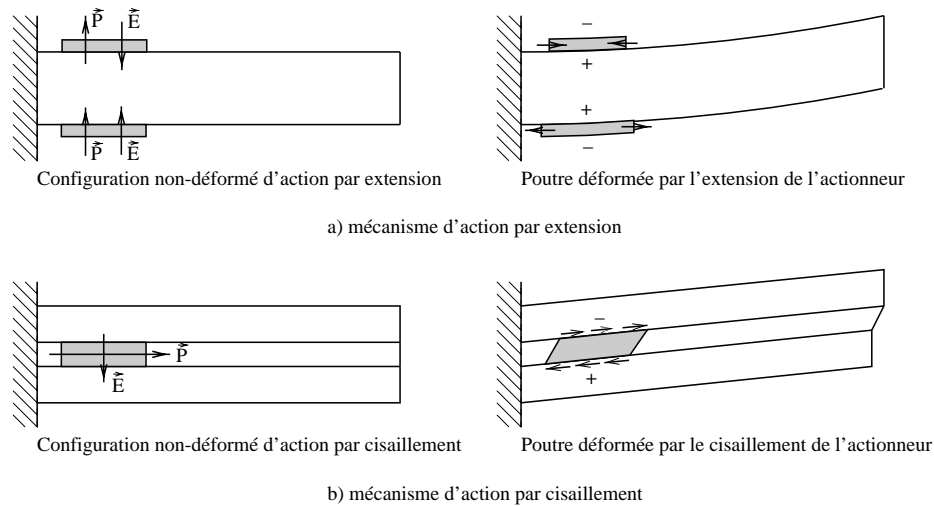 P E
P E
−
+
+
−
Configuration non-déformé d'action par extension
Poutre déformée par l'extension de l'actionneur
a) mécanisme d'action par extension
P
E
−
+
Configuration non-déformé d'action par cisaillement
Poutre déformée par le cisaillement de l'actionneur
b) mécanisme d'action par cisaillement